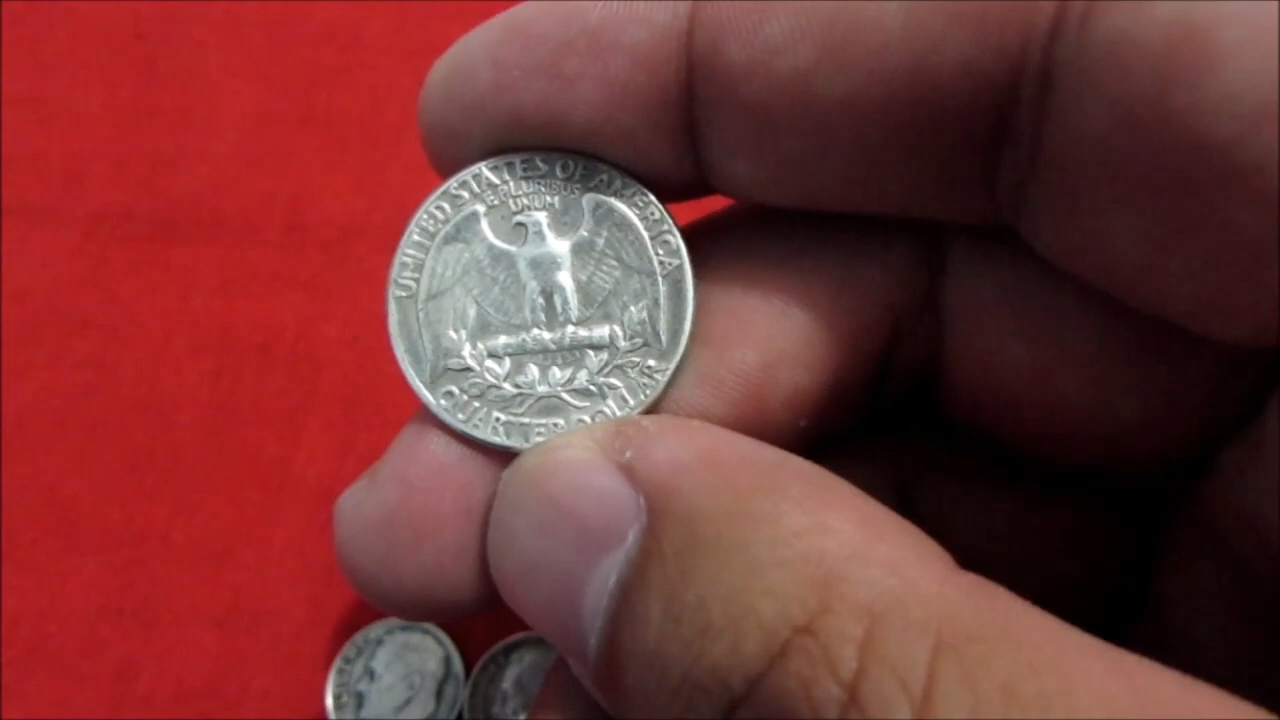 UNITED STATES OF AMERICA
E PLURIBUS
UNUM
QUARTER DOLLAR